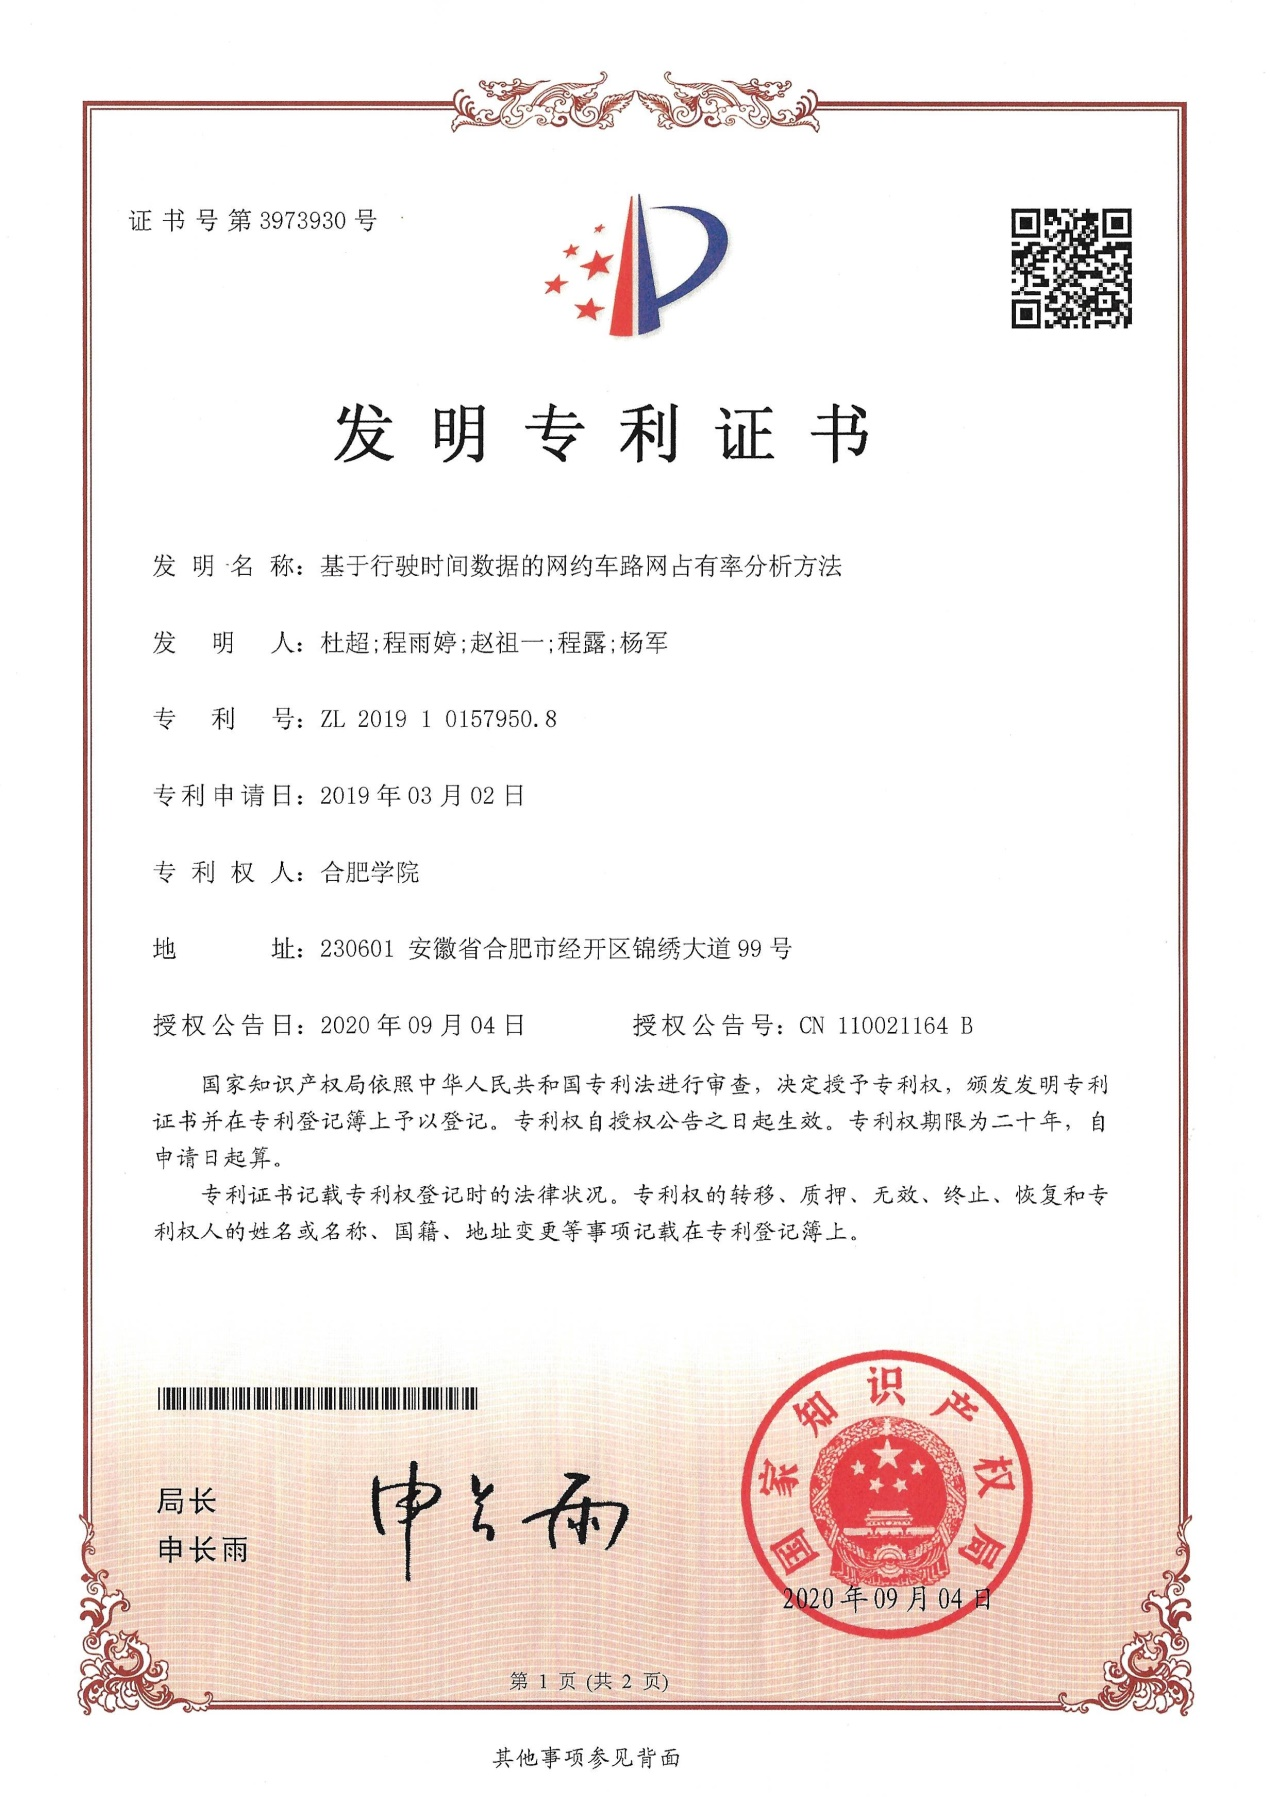 证书号第3973930号
发明专利证书
发明名称：基于行驶时间数据的网约车路网占有率分析方法
发明人：杜超;程雨婷;赵祖一;程露;杨军
专利号：ZL 2019 1 0157950.8
专利申请日：2019年03月02日
专利权人：合肥学院
地址：230601 安徽省合肥市经开区锦绣大道99号
授权公告日：2020年09月04日 授权公告号：CN 110021164 B
国家知识产权局依照中华人民共和国专利法进行审查，决定授予专利权，颁发发明专利
证书并在专利登记簿上予以登记。专利权自授权公告之日起生效。专利权期限为二十年，自
申请日起算。
专利证书记载专利权登记时的法律状况。专利权的转移、质押、无效、终止、恢复和专
利权人的姓名或名称、国籍、地址变更等事项记载在专利登记簿上。
局长
申长雨
申长雨
国家知识产权局
2020年09月04日
第 1 页 (共 2 页)
其他事项参见背面